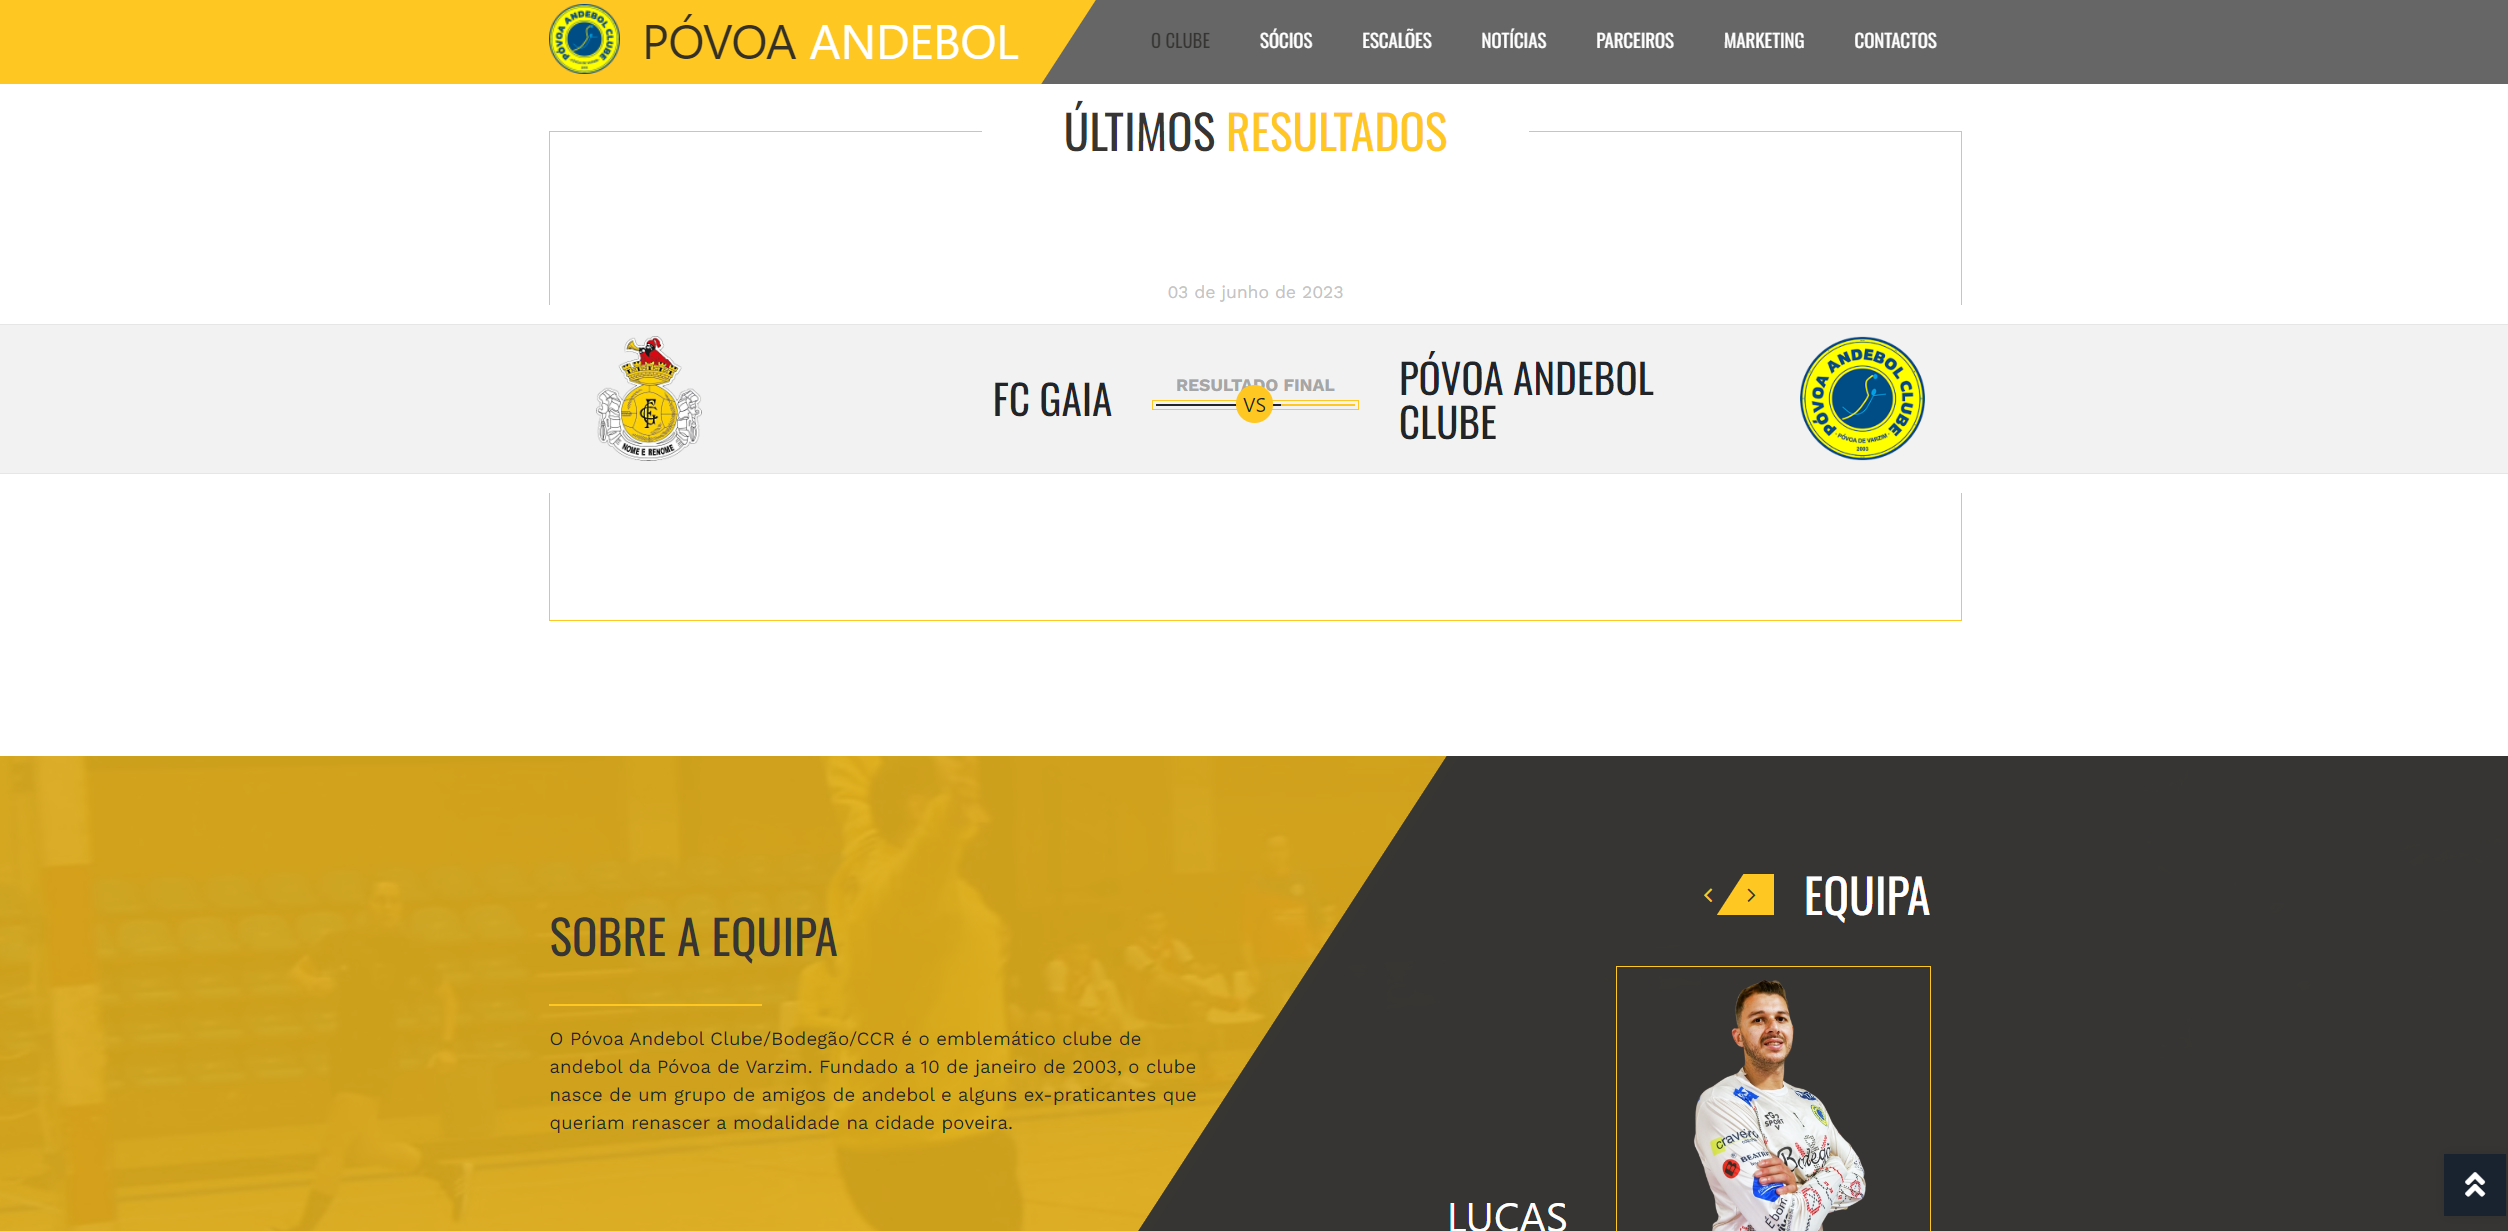 PÓVOA ANDEBOL
O CLUBE SÓCIOS ESCALÕES NOTÍCIAS PARCEIROS MARKETING CONTACTOS
ÚLTIMOS RESULTADOS
03 de junho de 2023
NOME E RENOME
FC GAIA
RESULTADO FINAL
VS
PÓVOA ANDEBOL
CLUBE
PÓVOA ANDEBOL CLUBE
PÓVOA DE VARZIM
2003
SOBRE A EQUIPA
O Póvoa Andebol Clube/Bodegão/CCR é o emblemático clube de
andebol da Póvoa de Varzim. Fundado a 10 de janeiro de 2003, o clube
nasce de um grupo de amigos de andebol e alguns ex-praticantes que
queriam renascer a modalidade na cidade poveira.
EQUIPA
LUCAS